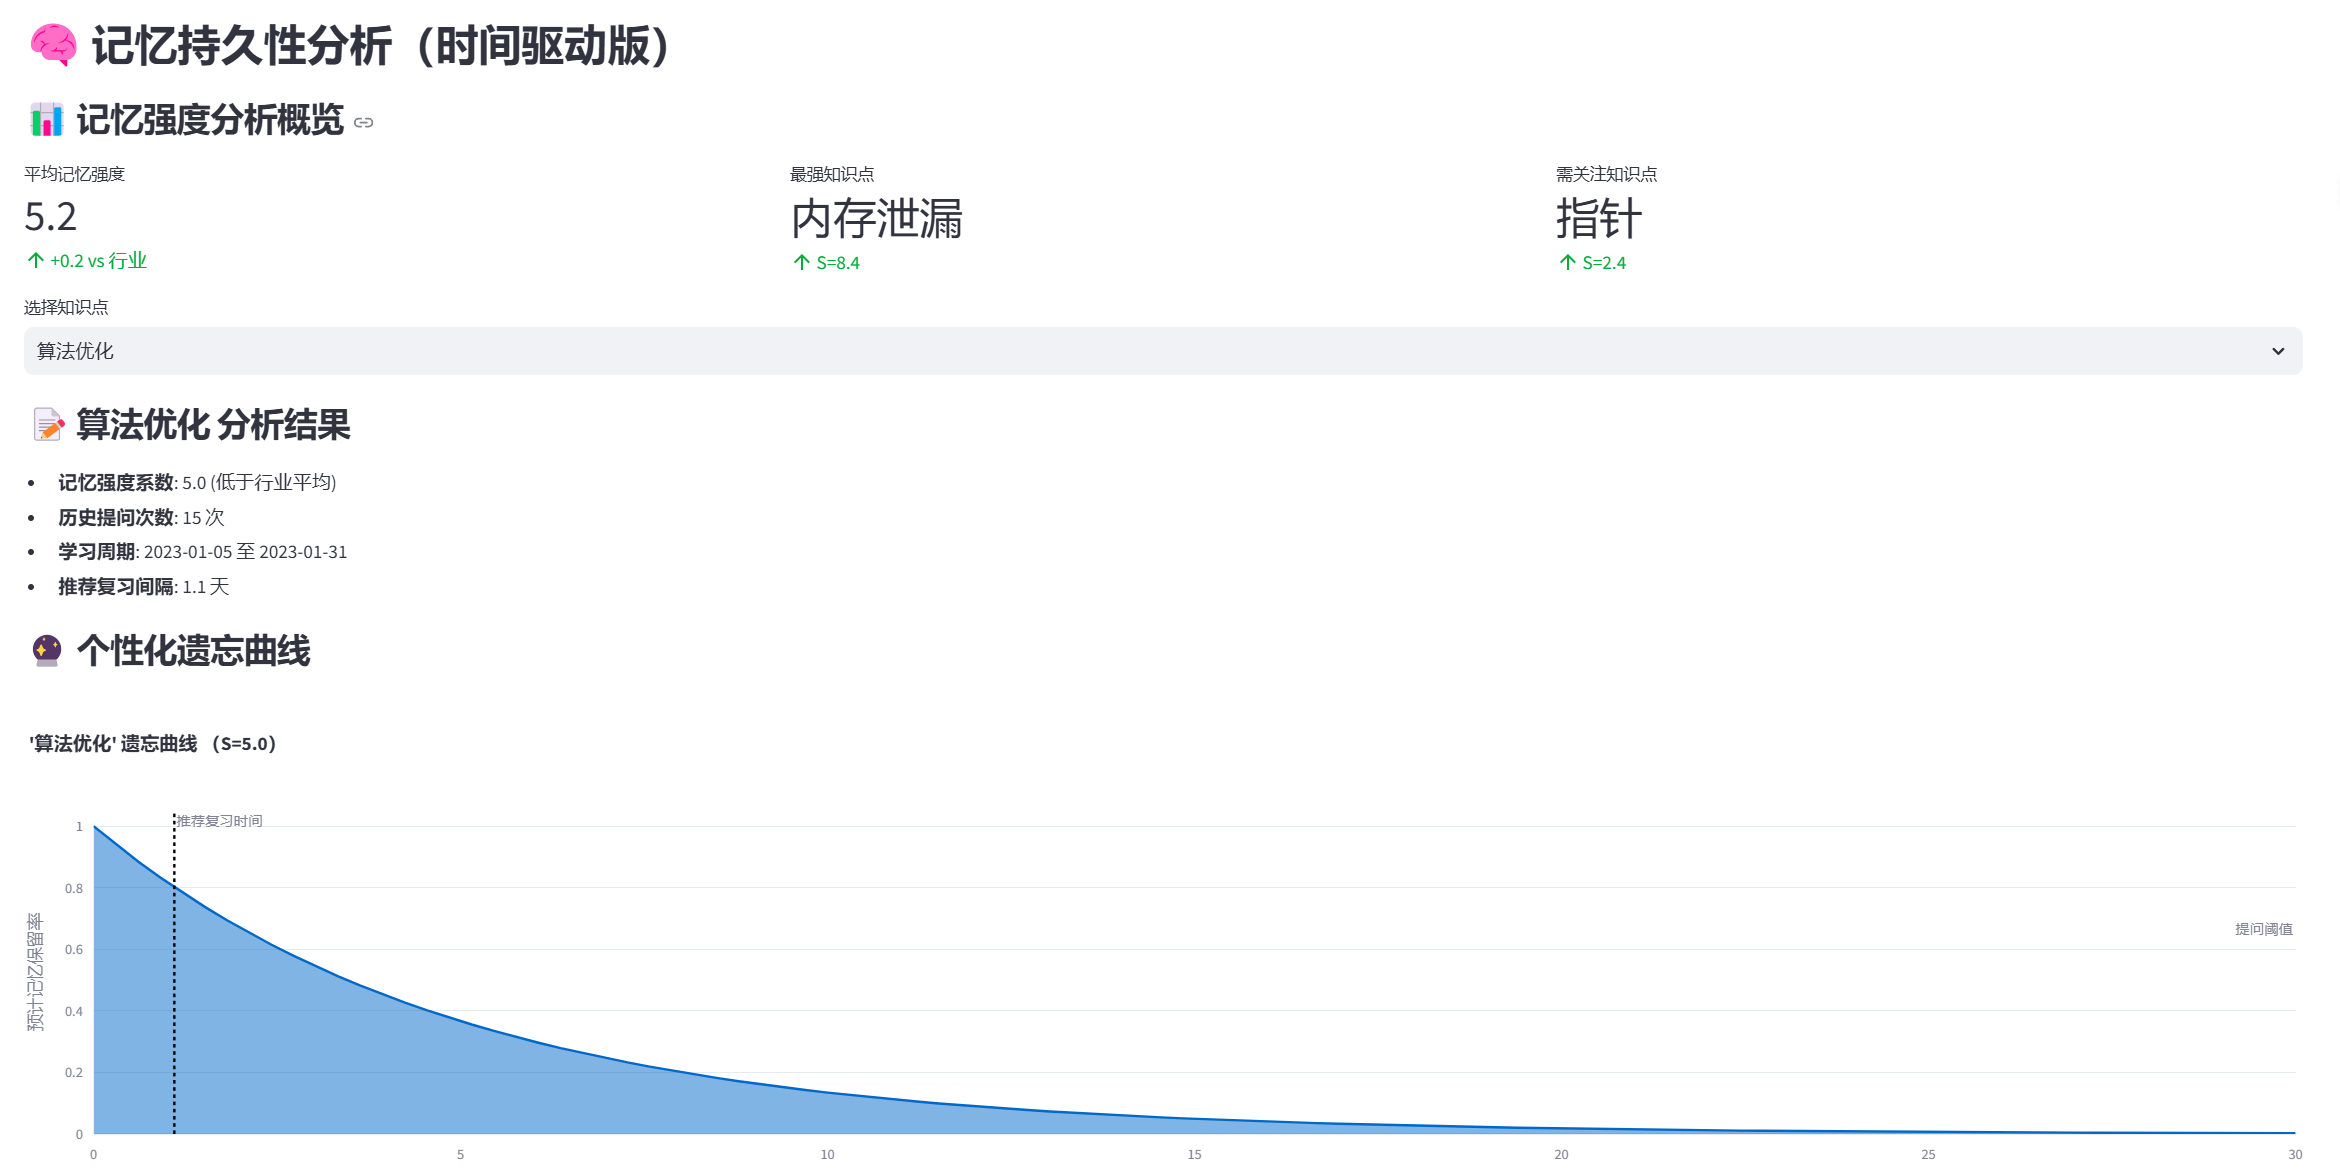 记忆持久性分析（时间驱动版）
记忆强度分析概览
平均记忆强度
5.2
+0.2 vs 行业
最强知识点
内存泄漏
S=8.4
需关注知识点
指针
S=2.4
选择知识点
算法优化
算法优化 分析结果
记忆强度系数: 5.0 (低于行业平均)
历史提问次数: 15 次
学习周期: 2023-01-05 至 2023-01-31
推荐复习间隔: 1.1 天
个性化遗忘曲线
'算法优化' 遗忘曲线 （S=5.0）
推荐复习时间
提问阈值
预计记忆保留率
1
0.8
0.6
0.4
0.2
0
0 5 10 15 20 25 30